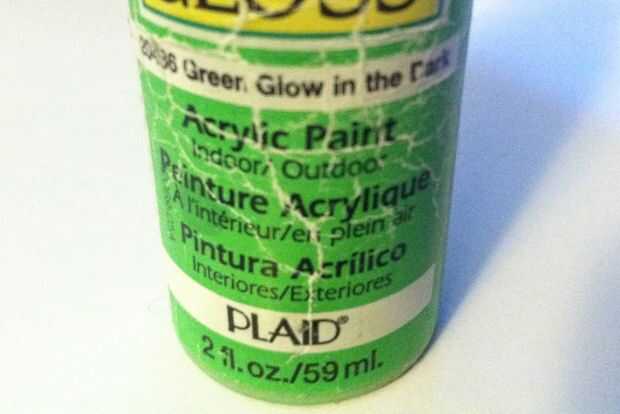 GLOSS
Green Glow in the Dark
Acrylic Paint
Indoor/ Outdoor
Peinture Acrylique
À l'intérieur/en plein air
Pintura Acrílico
Interiores/Exteriores
PLAID®
2 fl. oz./59 ml.